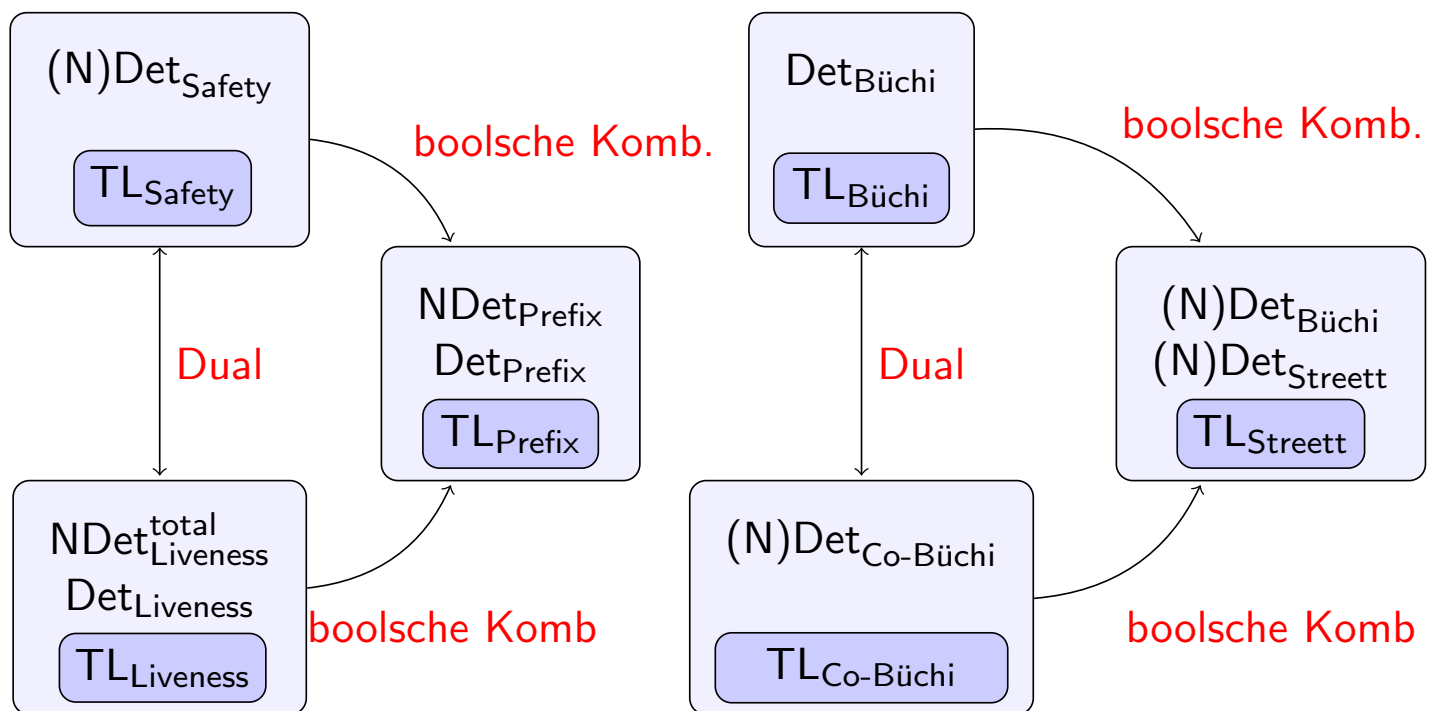 (N)Det_Safety
TL_Safety
boolsche Komb.
Dual
NDet_Prefix
Det_Prefix
TL_Prefix
NDet^total_Liveness
Det_Liveness
TL_Liveness
boolsche Komb
Det_Büchi
TL_Büchi
boolsche Komb.
Dual
(N)Det_Büchi
(N)Det_Streett
TL_Streett
(N)Det_Co-Büchi
TL_Co-Büchi
boolsche Komb